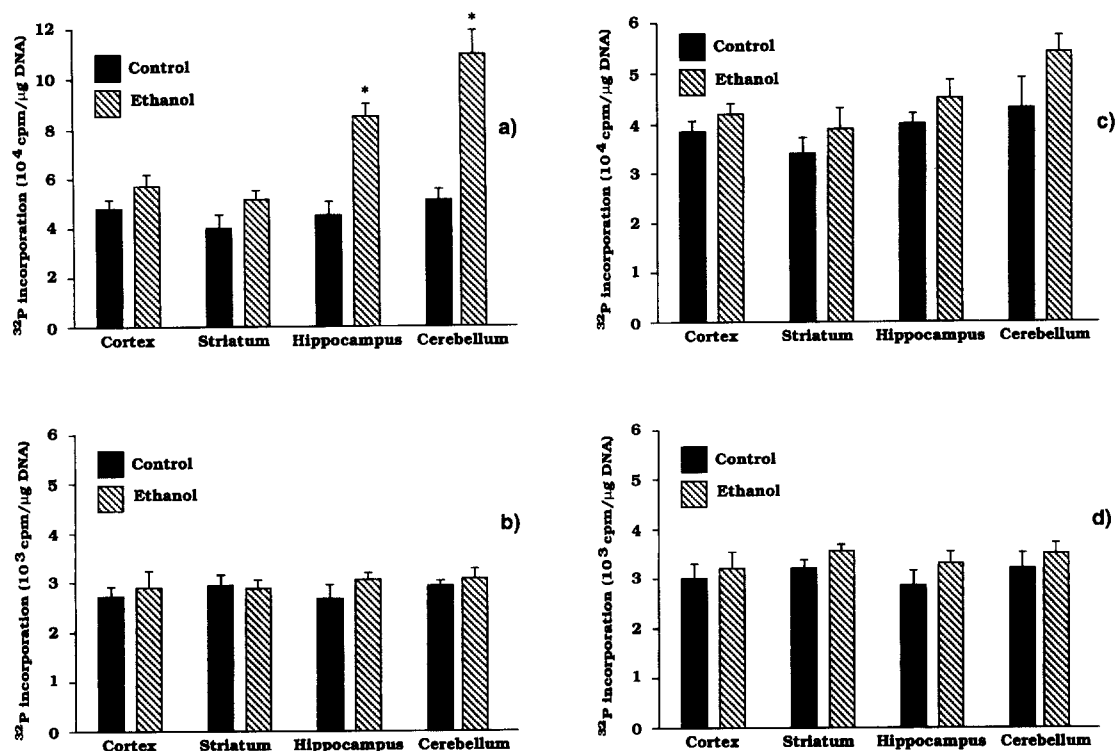 ³²P incorporation (10⁴ cpm/μg DNA)
12
10
8
6
4
2
0
Control
Ethanol
*
*
a)
Cortex Striatum Hippocampus Cerebellum
³²P incorporation (10⁴ cpm/μg DNA)
6
5
4
3
2
1
0
Control
Ethanol
c)
Cortex Striatum Hippocampus Cerebellum
³²P incorporation (10³ cpm/μg DNA)
6
5
4
3
2
1
0
Control
Ethanol
b)
Cortex Striatum Hippocampus Cerebellum
³²P incorporation (10³ cpm/μg DNA)
6
5
4
3
2
1
0
Control
Ethanol
d)
Cortex Striatum Hippocampus Cerebellum